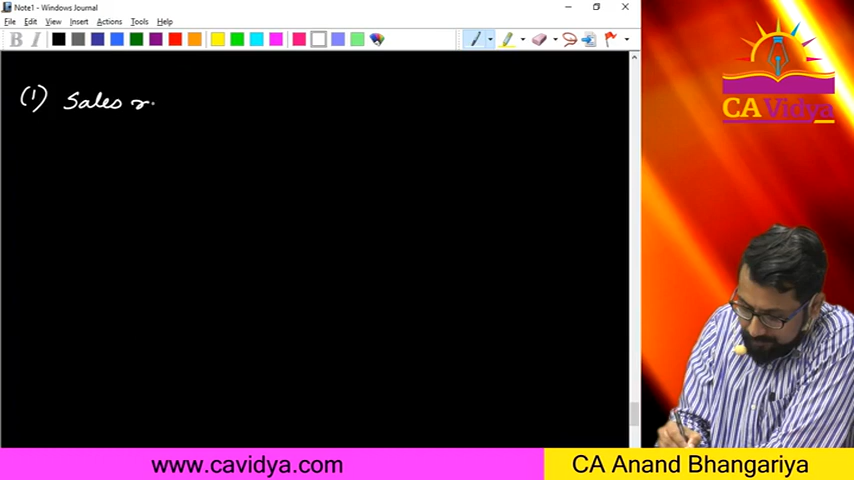 Note1 - Windows Journal
File Edit View Insert Actions Tools Help
B I
(1) Sales
CA Vidya
www.cavidya.com
CA Anand Bhangariya